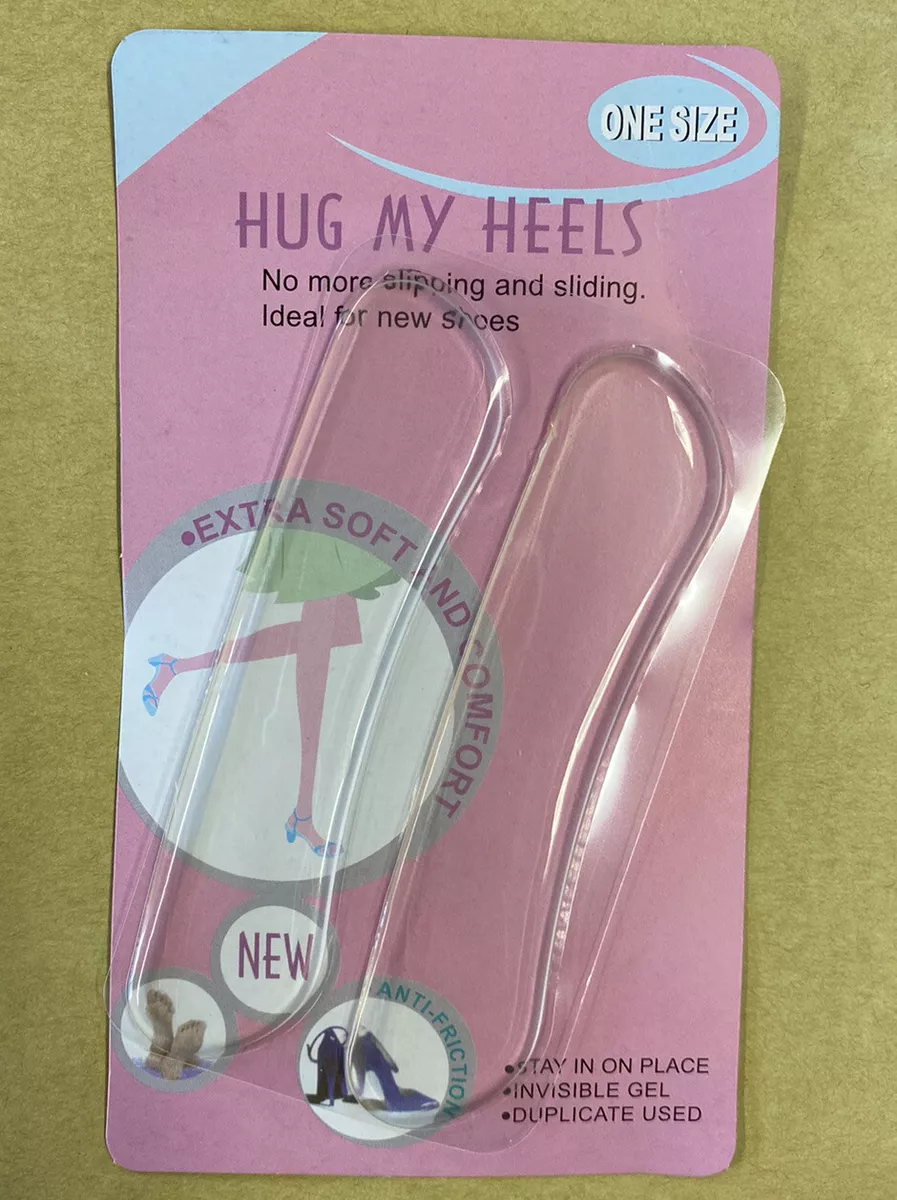 ONE SIZE
HUG MY HEELS
No more slipping and sliding.
Ideal for new shoes
•EXTRA SOFT AND COMFORT
NEW
ANTI-FRICTION
•STAY IN ON PLACE
•INVISIBLE GEL
•DUPLICATE USED